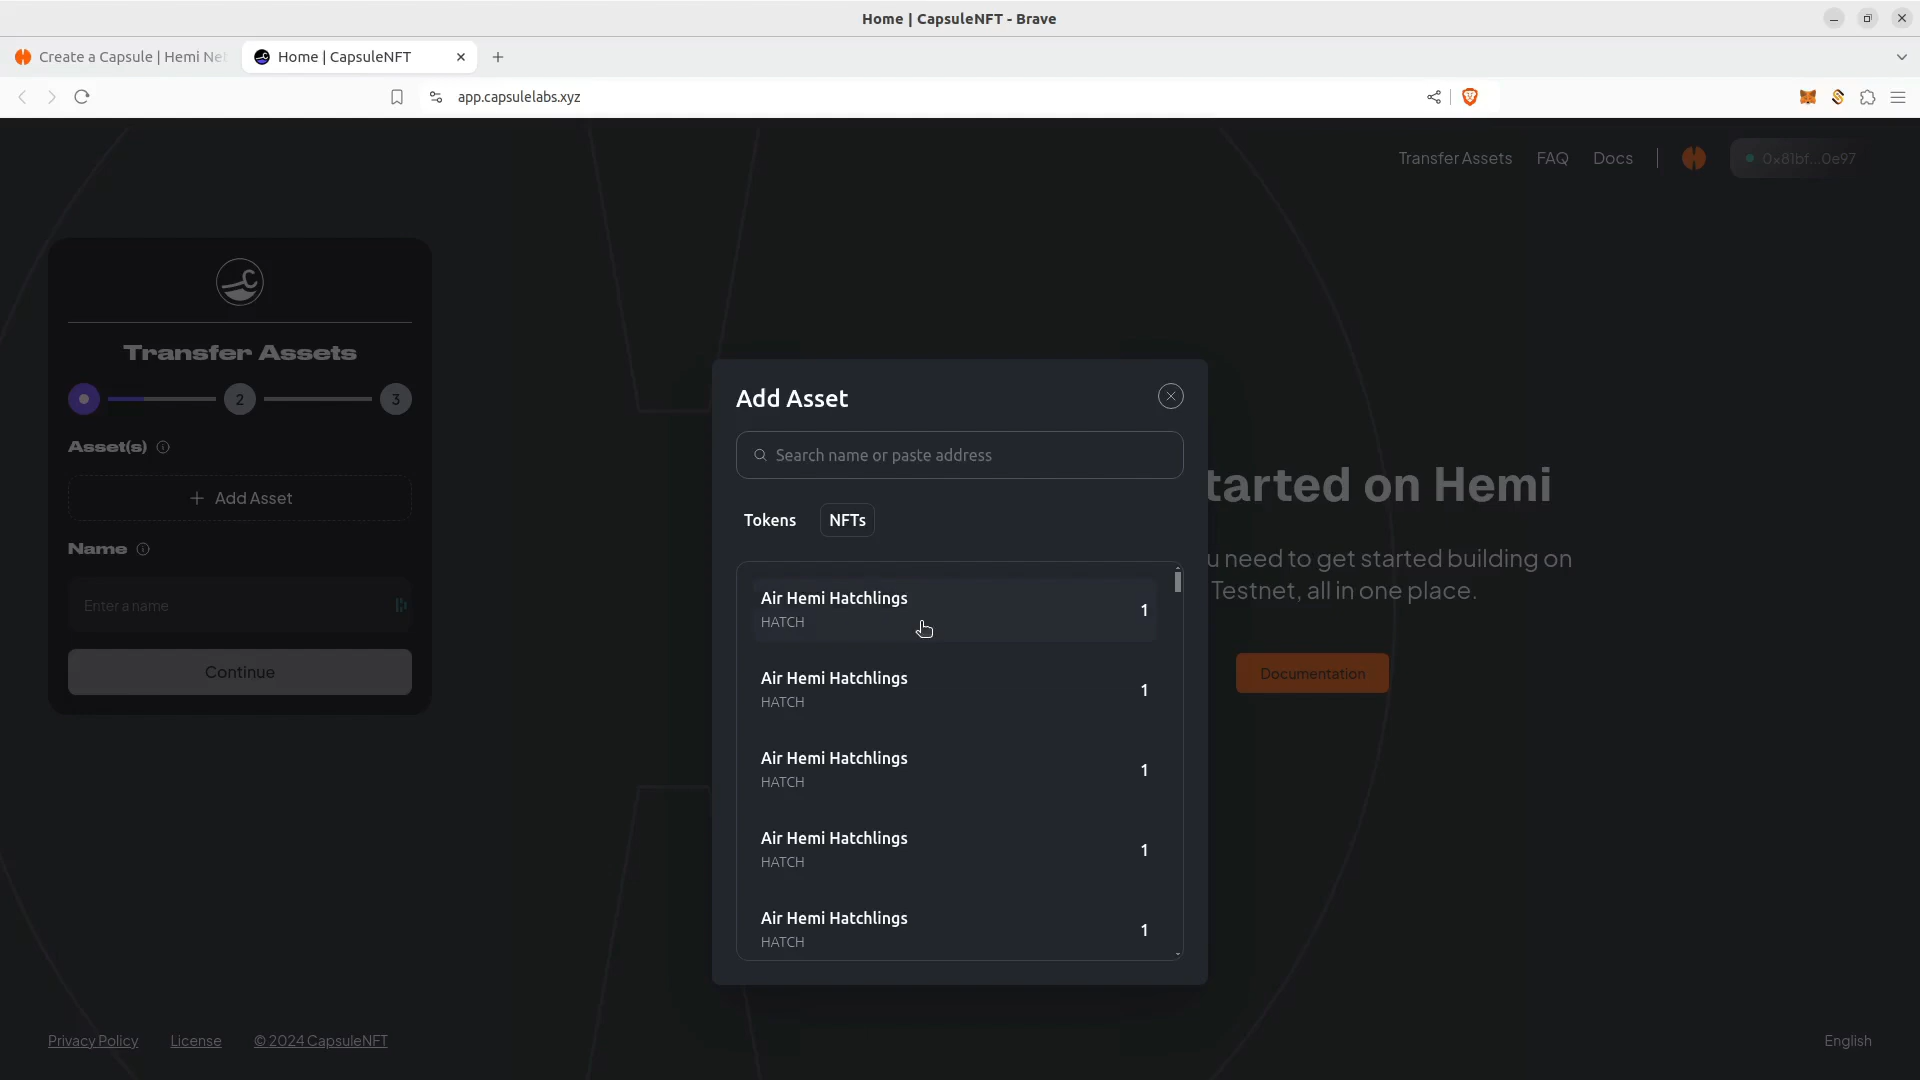 Home | CapsuleNFT - Brave
Create a Capsule | Hemi Ne
Home | CapsuleNFT
app.capsulelabs.xyz
Transfer Assets
FAQ
Docs
0x81bf...0e97
Transfer Assets
2
3
Asset(s)
Add Asset
Name
Enter a name
Continue
Add Asset
Search name or paste address
Tokens
NFTs
Air Hemi Hatchlings
HATCH
1
Air Hemi Hatchlings
HATCH
1
Air Hemi Hatchlings
HATCH
1
Air Hemi Hatchlings
HATCH
1
Air Hemi Hatchlings
HATCH
1
tarted on Hemi
u need to get started building on
Testnet, all in one place.
Documentation
Privacy Policy
License
© 2024 CapsuleNFT
English